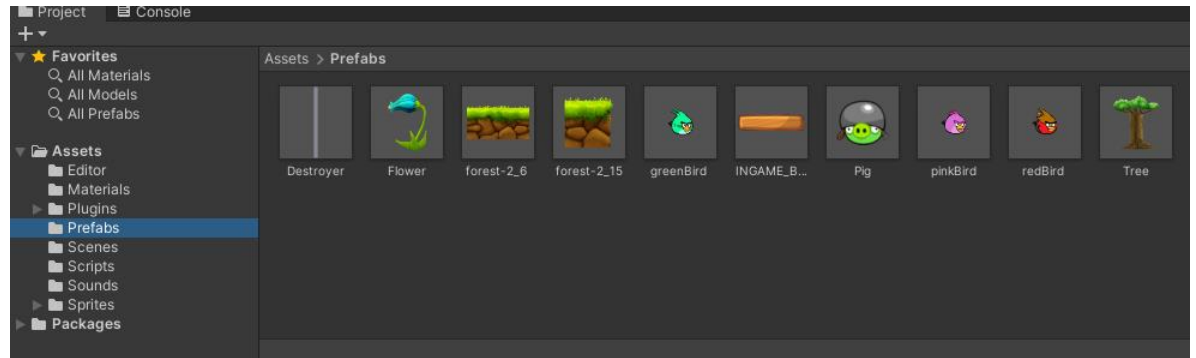 Project Console
Favorites
All Materials
All Models
All Prefabs
Assets
Editor
Materials
Plugins
Prefabs
Scenes
Scripts
Sounds
Sprites
Packages
Assets > Prefabs
Destroyer Flower forest-2_6 forest-2_15 greenBird INGAME_B... Pig pinkBird redBird Tree